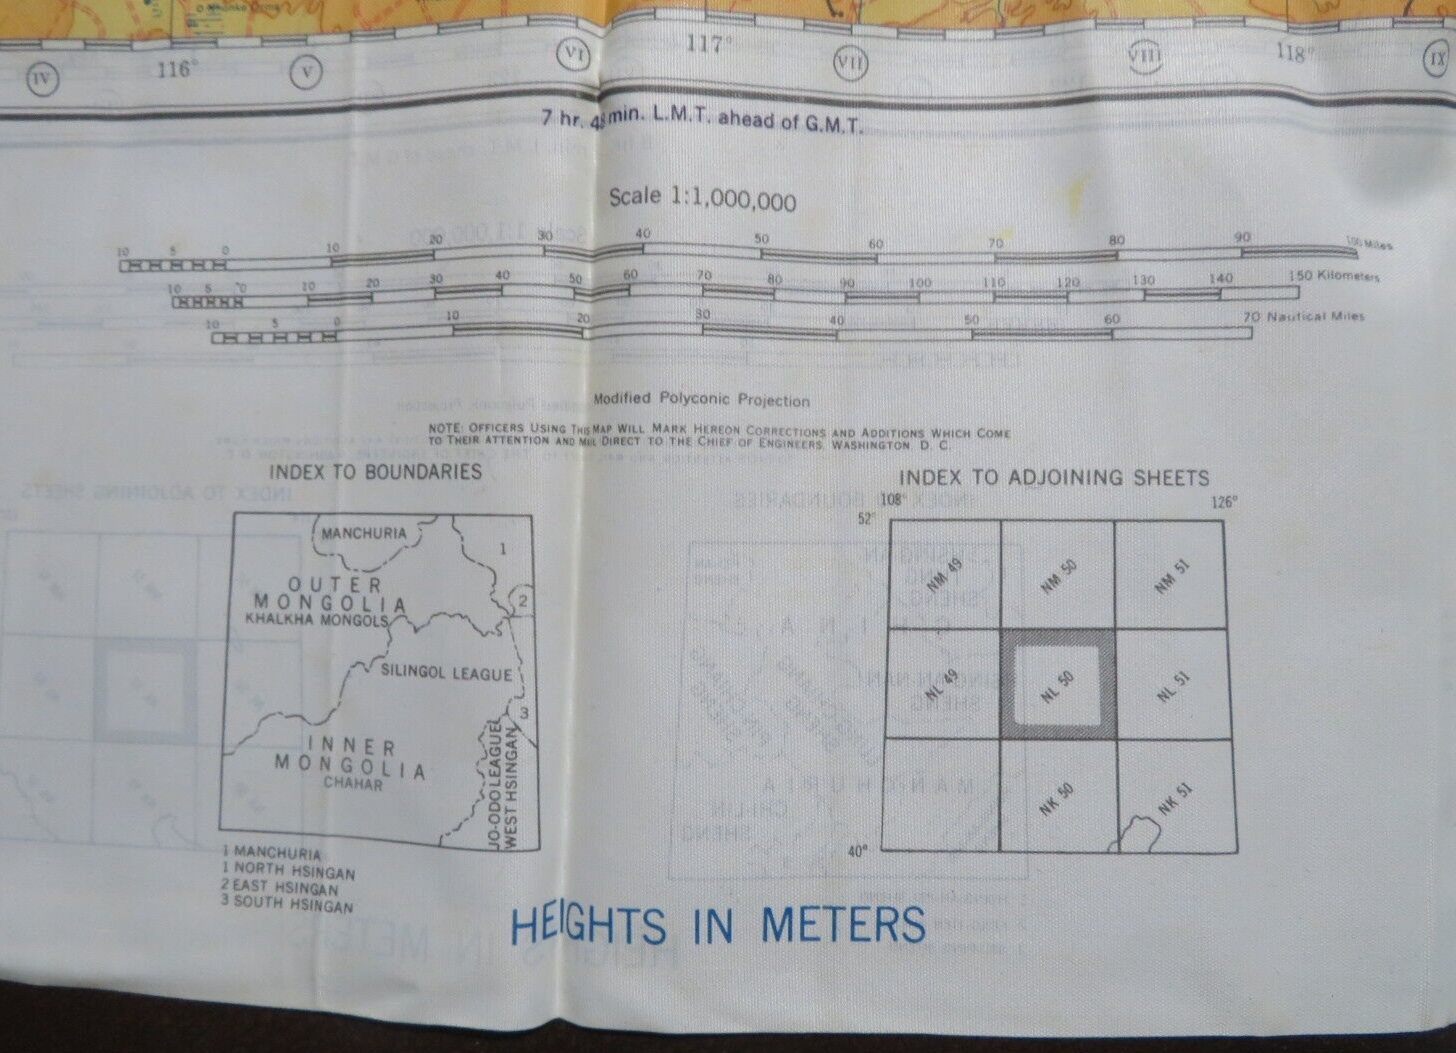 IV 116° V VI 117° VII VIII 118° IX
7 hr. 48 min. L.M.T. ahead of G.M.T.
Scale 1:1,000,000
10 5 0 10 20 30 40 50 60 70 80 90 100 Miles
10 5 0 10 20 30 40 50 60 70 80 90 100 110 120 130 140 150 Kilometers
10 5 0 10 20 30 40 50 60 70 Nautical Miles
Modified Polyconic Projection
NOTE: OFFICERS USING THIS MAP WILL MARK HEREON CORRECTIONS AND ADDITIONS WHICH COME
TO THEIR ATTENTION AND MAIL DIRECT TO THE CHIEF OF ENGINEERS, WASHINGTON, D. C.
INDEX TO BOUNDARIES
MANCHURIA
1
OUTER
MONGOLIA
KHALKHA MONGOLS
2
SILINGOL LEAGUE
3
INNER
MONGOLIA
CHAHAR
JO-ODO LEAGUE
WEST HSINGAN
1 MANCHURIA
1 NORTH HSINGAN
2 EAST HSINGAN
3 SOUTH HSINGAN
INDEX TO ADJOINING SHEETS
108° 126°
52°
NM 49 NM 50 NM 51
NL 49 NL 50 NL 51
NK 50 NK 51
40°
HEIGHTS IN METERS